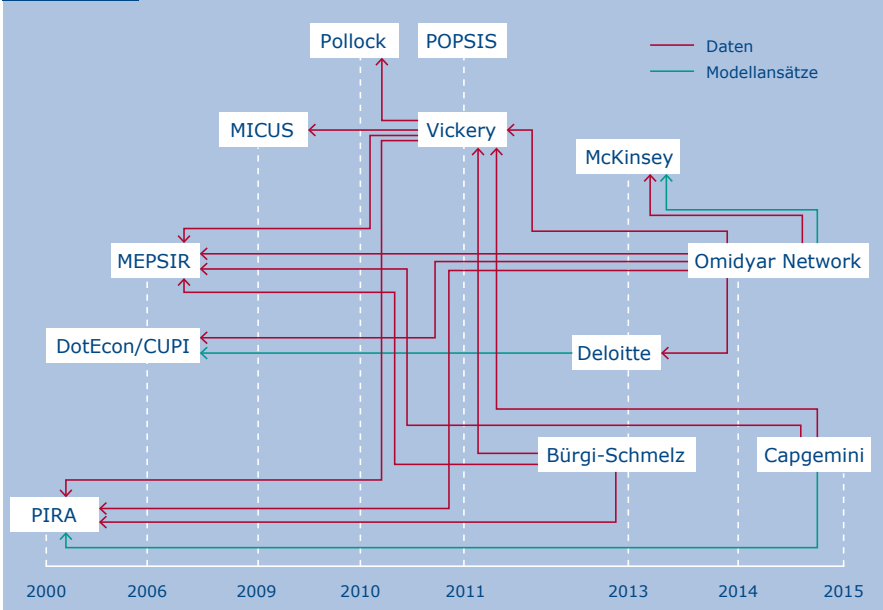 Pollock
POPSIS
Daten
Modellansätze
MICUS
Vickery
McKinsey
MEPSIR
Omidyar Network
DotEcon/CUPI
Deloitte
Bürgi-Schmelz
Capgemini
PIRA
2000
2006
2009
2010
2011
2013
2014
2015